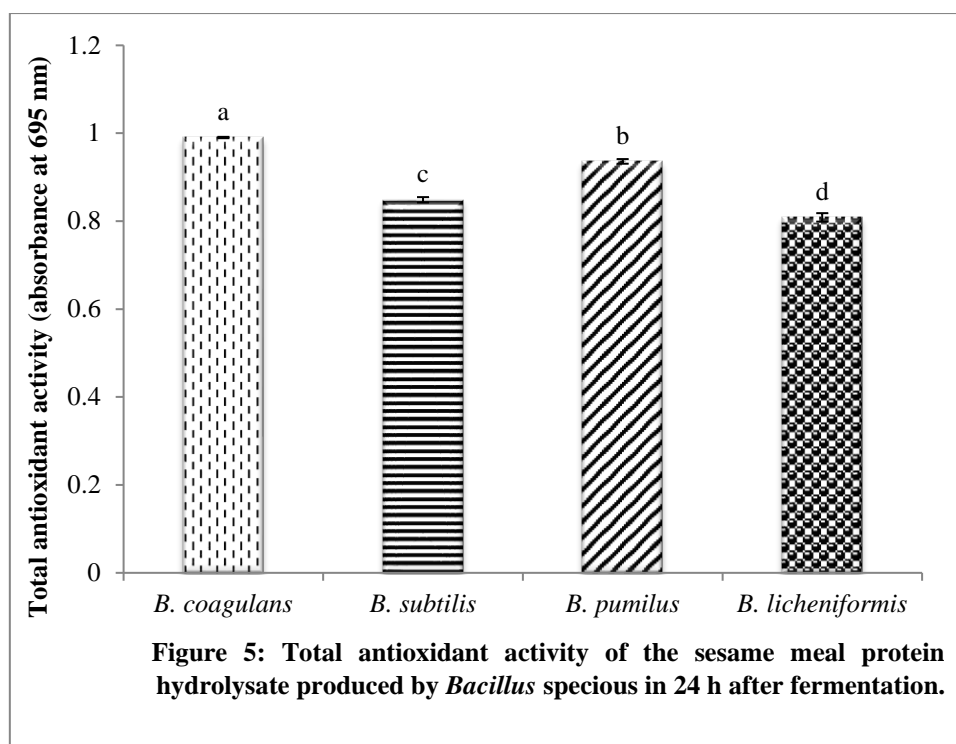 Total antioxidant activity (absorbance at 695 nm)
1.2
1
0.8
0.6
0.4
0.2
0
a
c
b
d
B. coagulans
B. subtilis
B. pumilus
B. licheniformis
Figure 5: Total antioxidant activity of the sesame meal protein
hydrolysate produced by Bacillus specious in 24 h after fermentation.